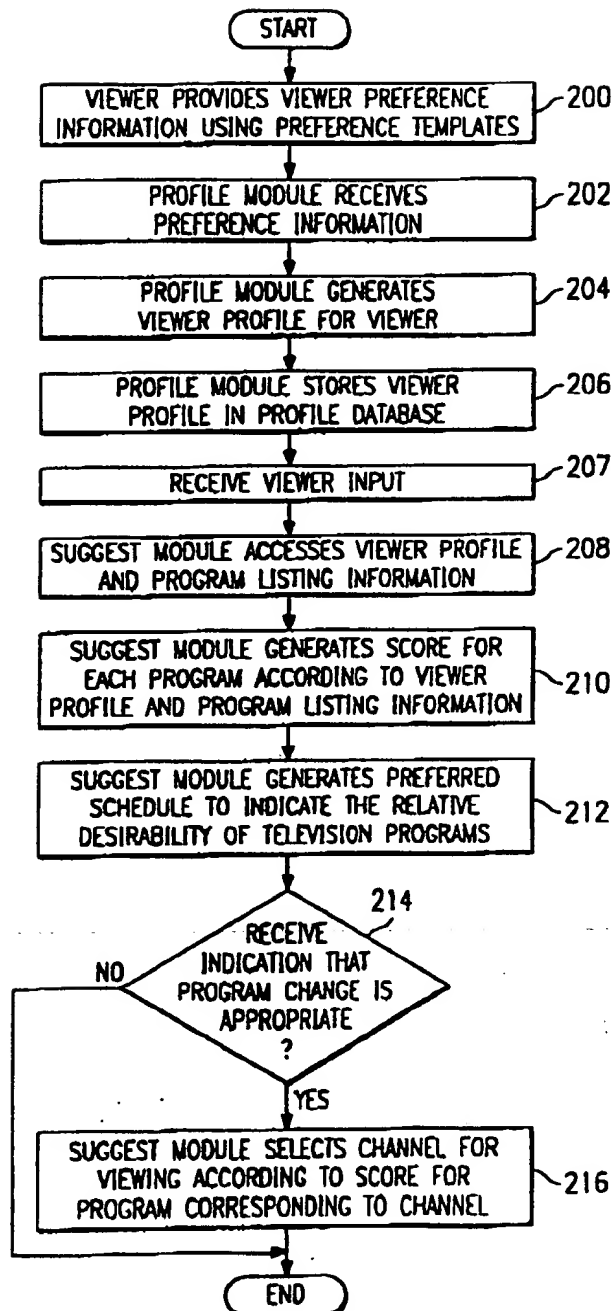 START
VIEWER PROVIDES VIEWER PREFERENCE
INFORMATION USING PREFERENCE TEMPLATES
200
PROFILE MODULE RECEIVES
PREFERENCE INFORMATION
202
PROFILE MODULE GENERATES
VIEWER PROFILE FOR VIEWER
204
PROFILE MODULE STORES VIEWER
PROFILE IN PROFILE DATABASE
206
RECEIVE VIEWER INPUT
207
SUGGEST MODULE ACCESSES VIEWER PROFILE
AND PROGRAM LISTING INFORMATION
208
SUGGEST MODULE GENERATES SCORE FOR
EACH PROGRAM ACCORDING TO VIEWER
PROFILE AND PROGRAM LISTING INFORMATION
210
SUGGEST MODULE GENERATES PREFERRED
SCHEDULE TO INDICATE THE RELATIVE
DESIRABILITY OF TELEVISION PROGRAMS
212
214
RECEIVE
INDICATION THAT
PROGRAM CHANGE IS
APPROPRIATE
?
NO
YES
SUGGEST MODULE SELECTS CHANNEL FOR
VIEWING ACCORDING TO SCORE FOR
PROGRAM CORRESPONDING TO CHANNEL
216
END